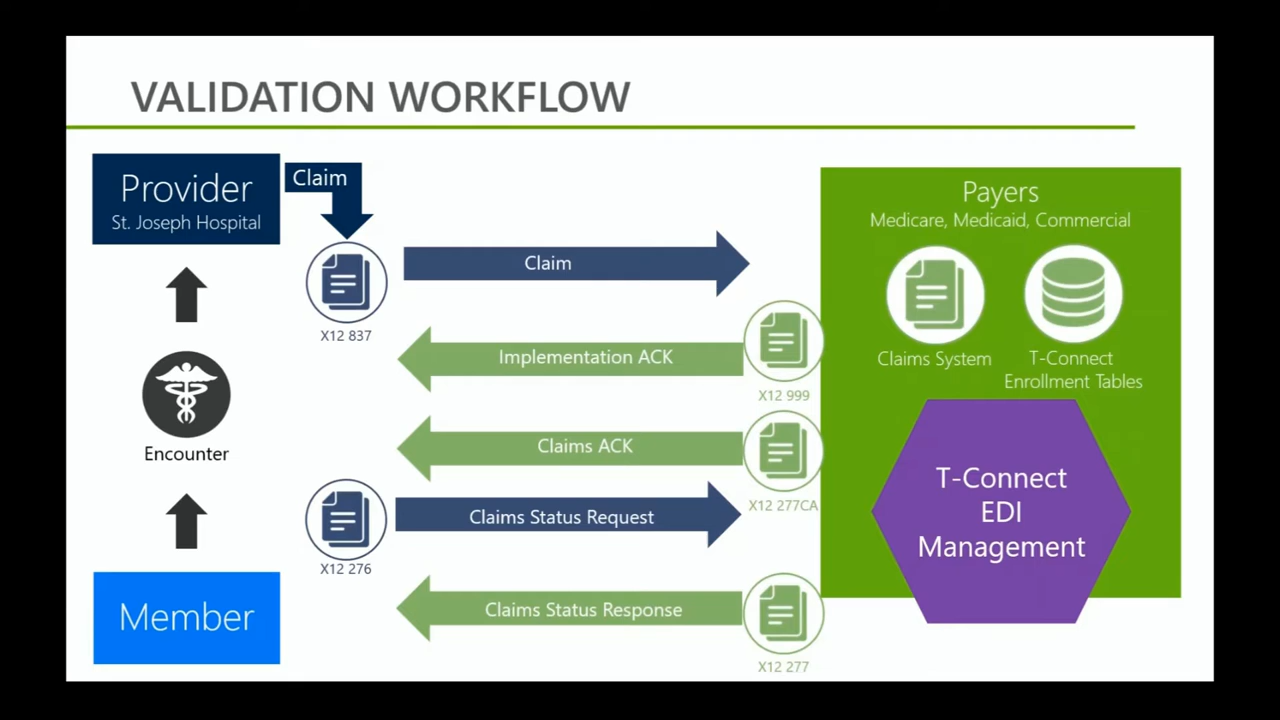 VALIDATION WORKFLOW
Provider
St. Joseph Hospital
Claim
X12 837
Claim
Payers
Medicare, Medicaid, Commercial
Claims System
T-Connect
Enrollment Tables
Implementation ACK
X12 999
Encounter
Claims ACK
X12 277CA
T-Connect
EDI
Management
Claims Status Request
X12 276
Member
Claims Status Response
X12 277